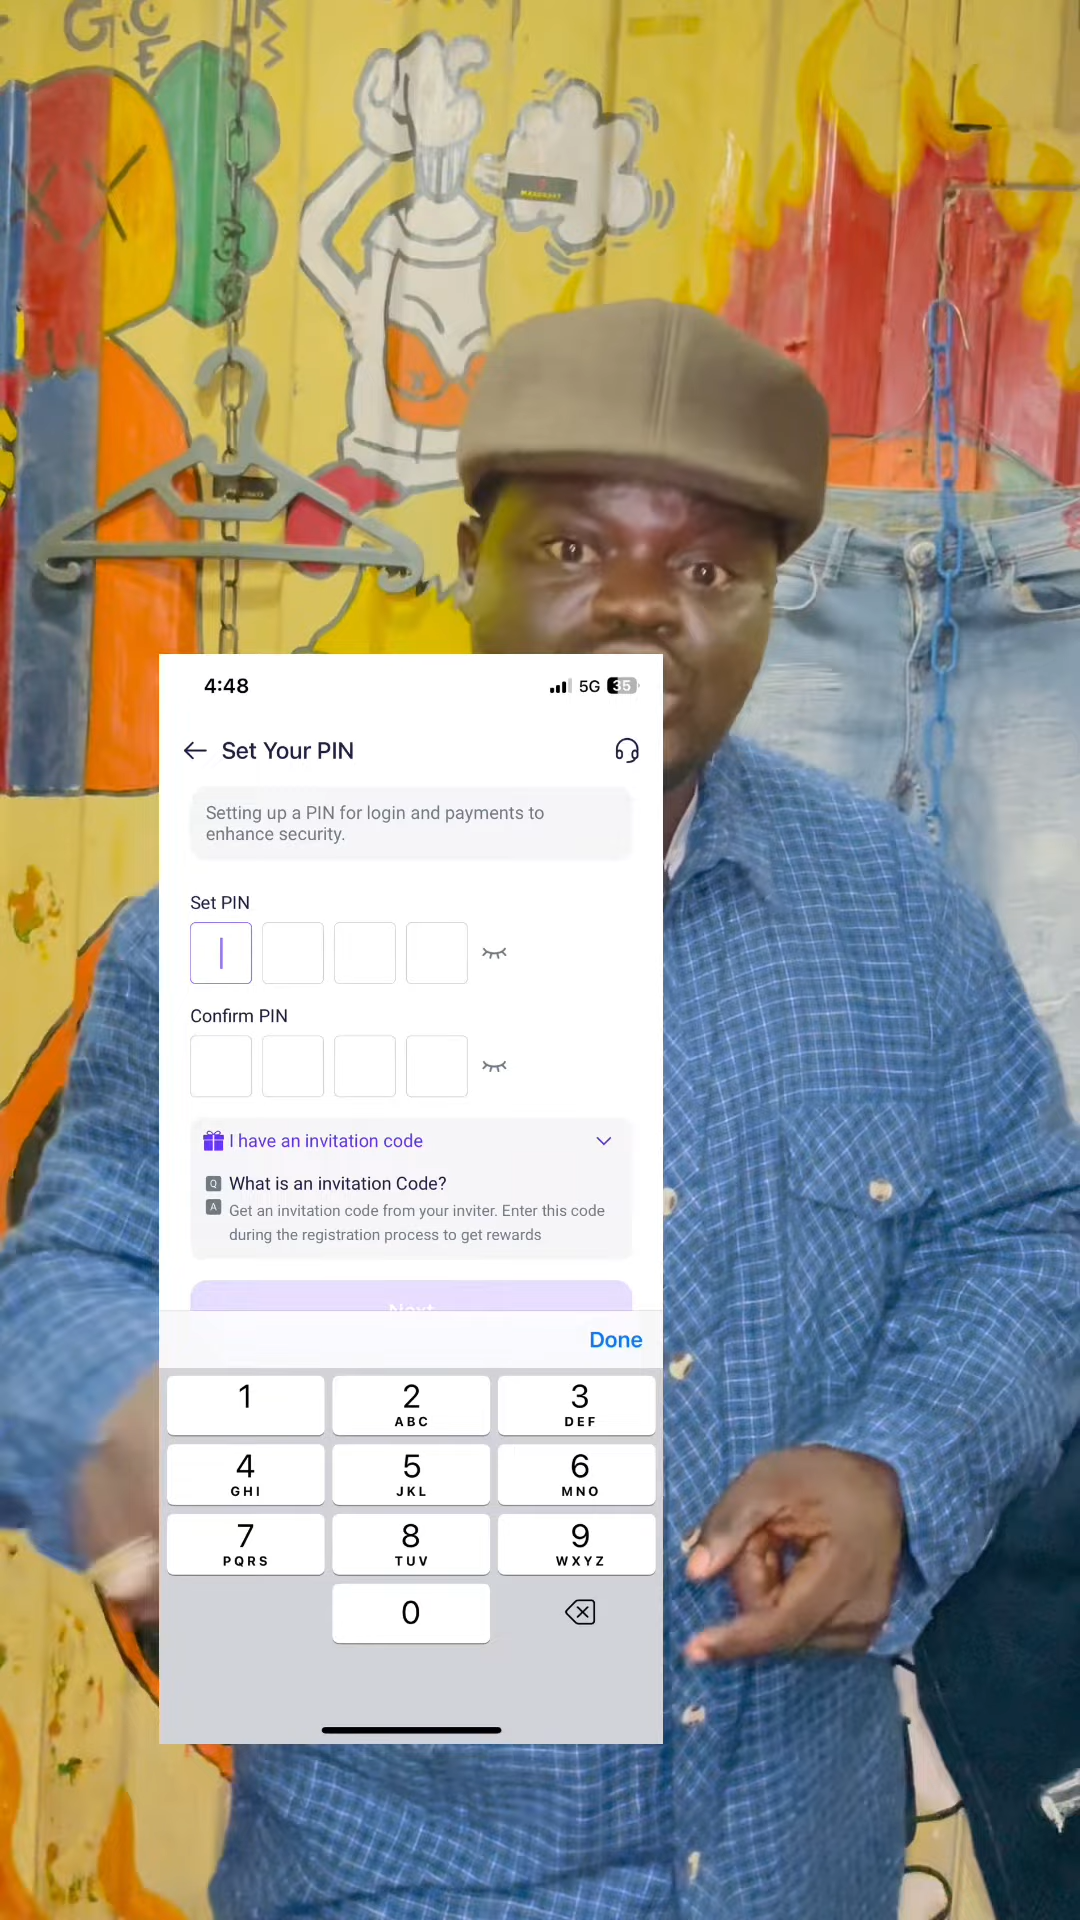 G.CE
4:48
5G 35
Set Your PIN
Setting up a PIN for login and payments to
enhance security.
Set PIN
Confirm PIN
I have an invitation code
Q What is an invitation Code?
A Get an invitation code from your inviter. Enter this code
during the registration process to get rewards
Next
Done
1
2
ABC
3
DEF
4
GHI
5
JKL
6
MNO
7
PQRS
8
TUV
9
WXYZ
0